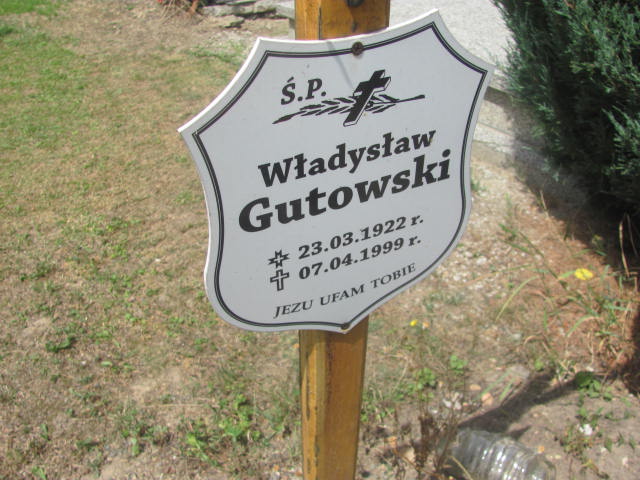 Ś.P.
Władysław
Gutowski
23.03.1922 r.
07.04.1999 r.
JEZU UFAM TOBIE